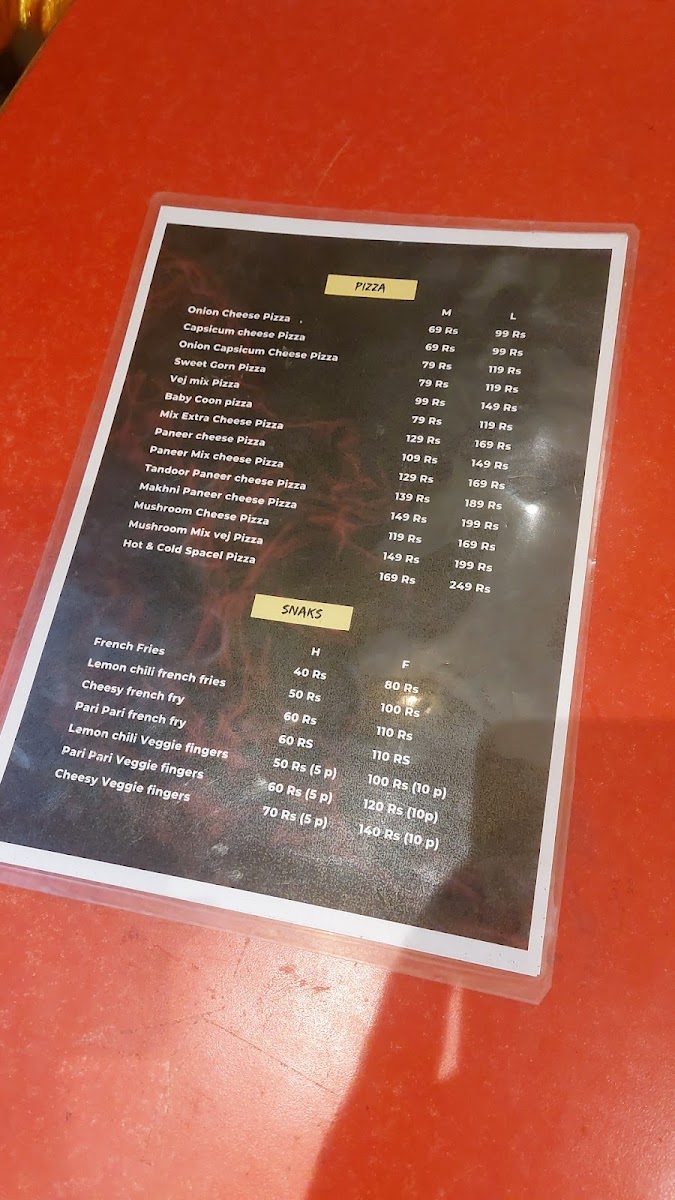 PIZZA
M L
Onion Cheese Pizza 69 Rs 99 Rs
Capsicum cheese Pizza 69 Rs 99 Rs
Onion Capsicum Cheese Pizza 79 Rs 119 Rs
Sweet Gorn Pizza 79 Rs 119 Rs
Vej mix Pizza 99 Rs 149 Rs
Baby Coon pizza 79 Rs 119 Rs
Mix Extra Cheese Pizza 129 Rs 169 Rs
Paneer cheese Pizza 109 Rs 149 Rs
Paneer Mix cheese Pizza 129 Rs 169 Rs
Tandoor Paneer cheese Pizza 139 Rs 189 Rs
Makhni Paneer cheese Pizza 149 Rs 199 Rs
Mushroom Cheese Pizza 119 Rs 169 Rs
Mushroom Mix vej Pizza 149 Rs 199 Rs
Hot & Cold Spacel Pizza 169 Rs 249 Rs
SNAKS
H F
French Fries 40 Rs 80 Rs
Lemon chili french fries 50 Rs 100 Rs
Cheesy french fry 60 Rs 110 Rs
Pari Pari french fry 60 RS 110 RS
Lamon chili Veggie fingers 50 Rs (5 p) 100 Rs (10 p)
Pari Pari Veggie fingers 60 Rs (5 p) 120 Rs (10p)
Cheesy Veggie fingers 70 Rs (5 p) 140 Rs (10 p)